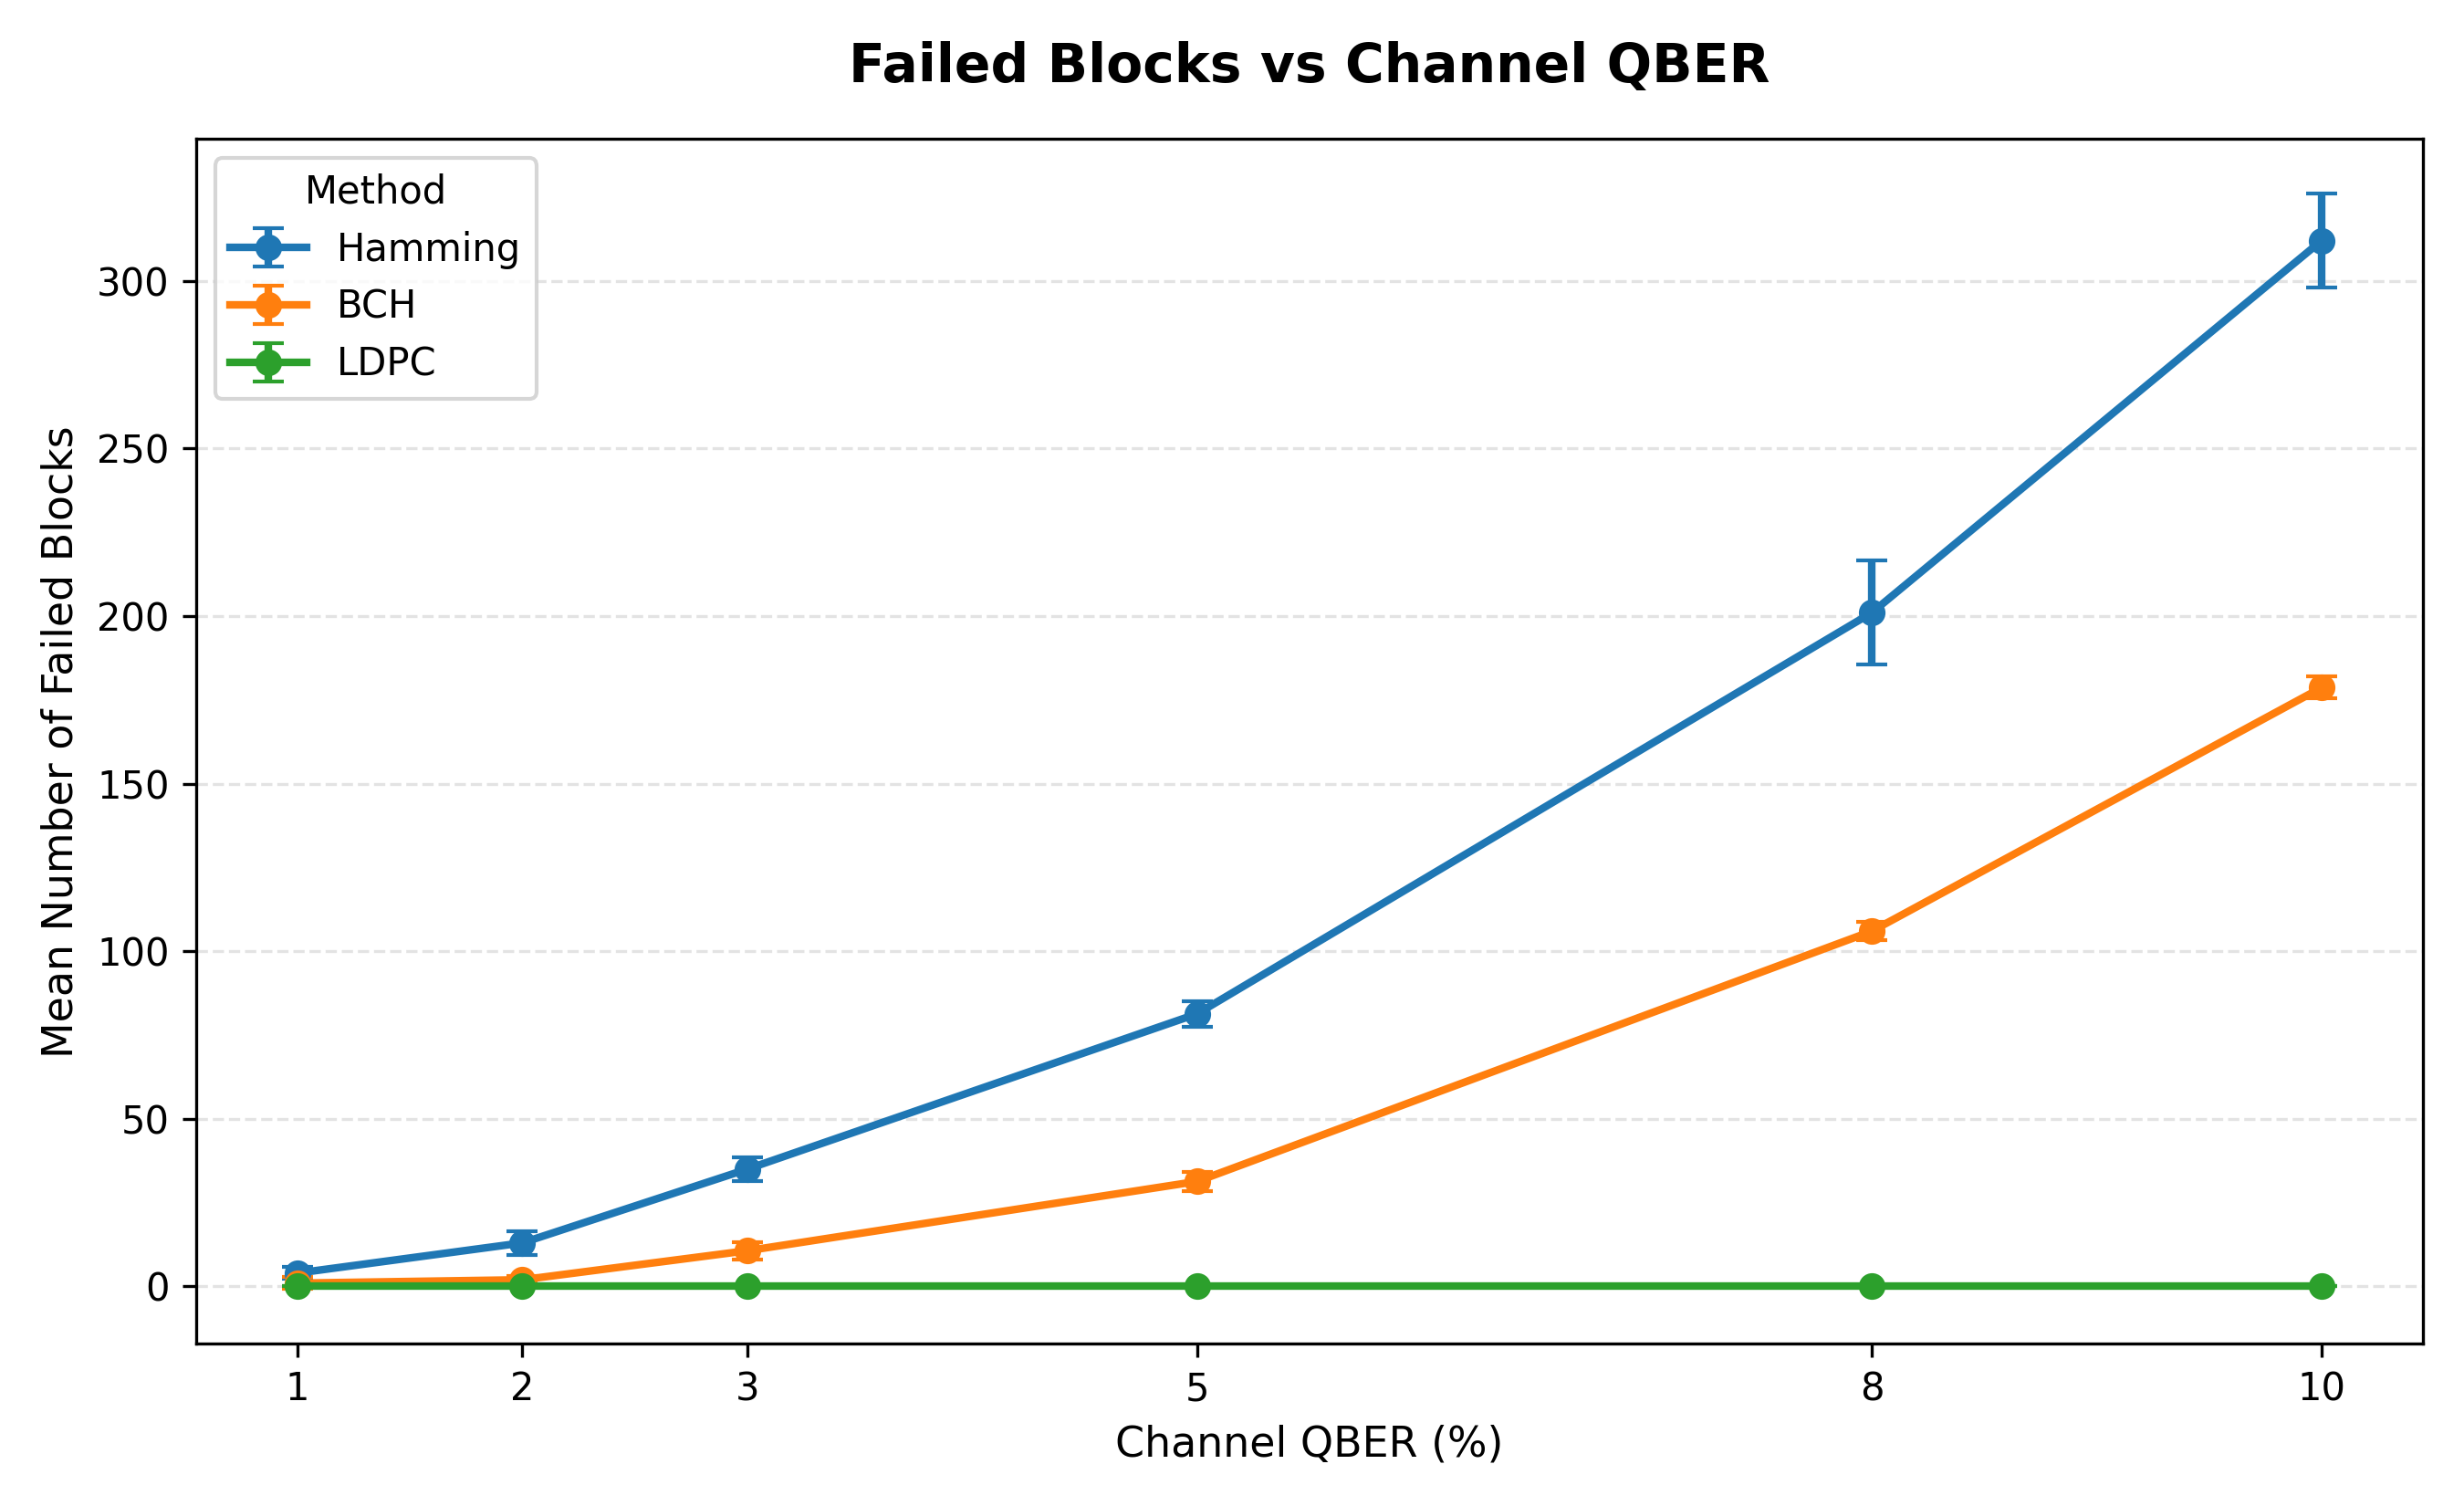 Failed Blocks vs Channel QBER
Method
Hamming
BCH
LDPC
Mean Number of Failed Blocks
300
250
200
150
100
50
0
1 2 3 5 8 10
Channel QBER (%)